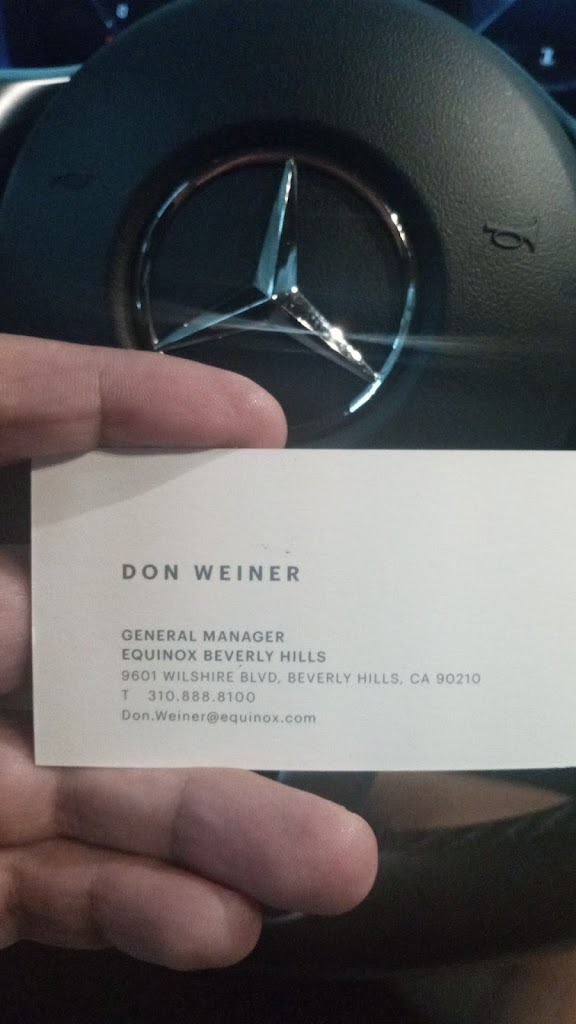 DON WEINER
GENERAL MANAGER
EQUINOX BEVERLY HILLS
9601 WILSHIRE BLVD, BEVERLY HILLS, CA 90210
T 310.888.8100
Don.Weiner@equinox.com